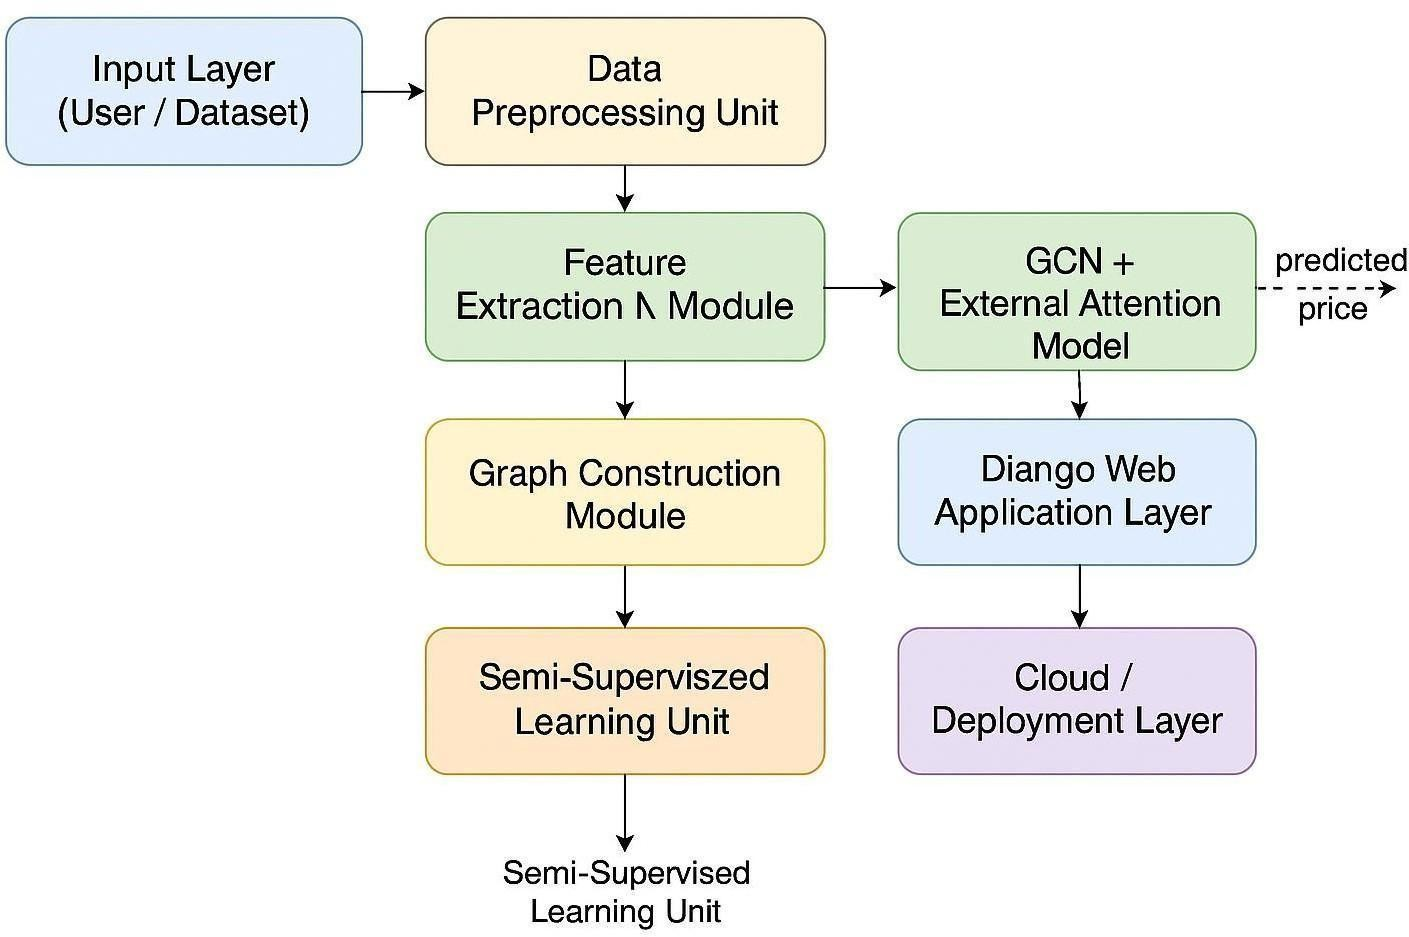 Input Layer
(User / Dataset)
Data
Preprocessing Unit
Feature
Extraction Module
GCN +
External Attention
Model
predicted
price
Graph Construction
Module
Diango Web
Application Layer
Semi-Superviszed
Learning Unit
Cloud /
Deployment Layer
Semi-Supervised
Learning Unit